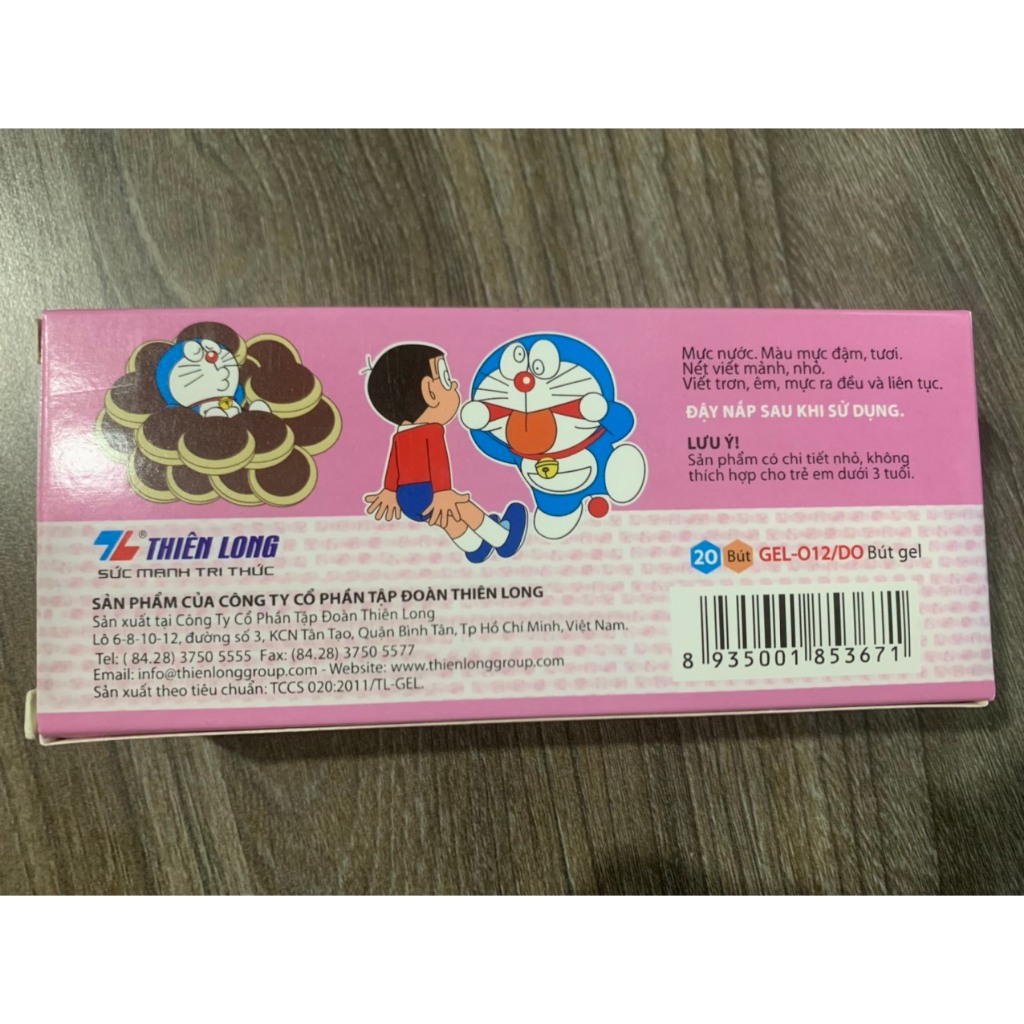 Mực nước. Màu mực đậm, tươi.
Nét viết mảnh, nhỏ.
Viết trơn, êm, mực ra đều và liên tục.
ĐẬY NẮP SAU KHI SỬ DỤNG.
LƯU Ý!
Sản phẩm có chi tiết nhỏ, không
thích hợp cho trẻ em dưới 3 tuổi.
TL® THIÊN LONG
SỨC MẠNH TRI THỨC
SẢN PHẨM CỦA CÔNG TY CỔ PHẦN TẬP ĐOÀN THIÊN LONG
Sản xuất tại Công Ty Cổ Phần Tập Đoàn Thiên Long
Lô 6-8-10-12, đường số 3, KCN Tân Tạo, Quận Bình Tân, Tp Hồ Chí Minh, Việt Nam.
Tel: ( 84.28) 3750 5555 Fax: (84.28) 3750 5577
Email: info@thienlonggroup.com - Website: www.thienlonggroup.com
Sản xuất theo tiêu chuẩn: TCCS 020:2011/TL-GEL.
20 Bút GEL-012/DO Bút gel
8 935001 853671